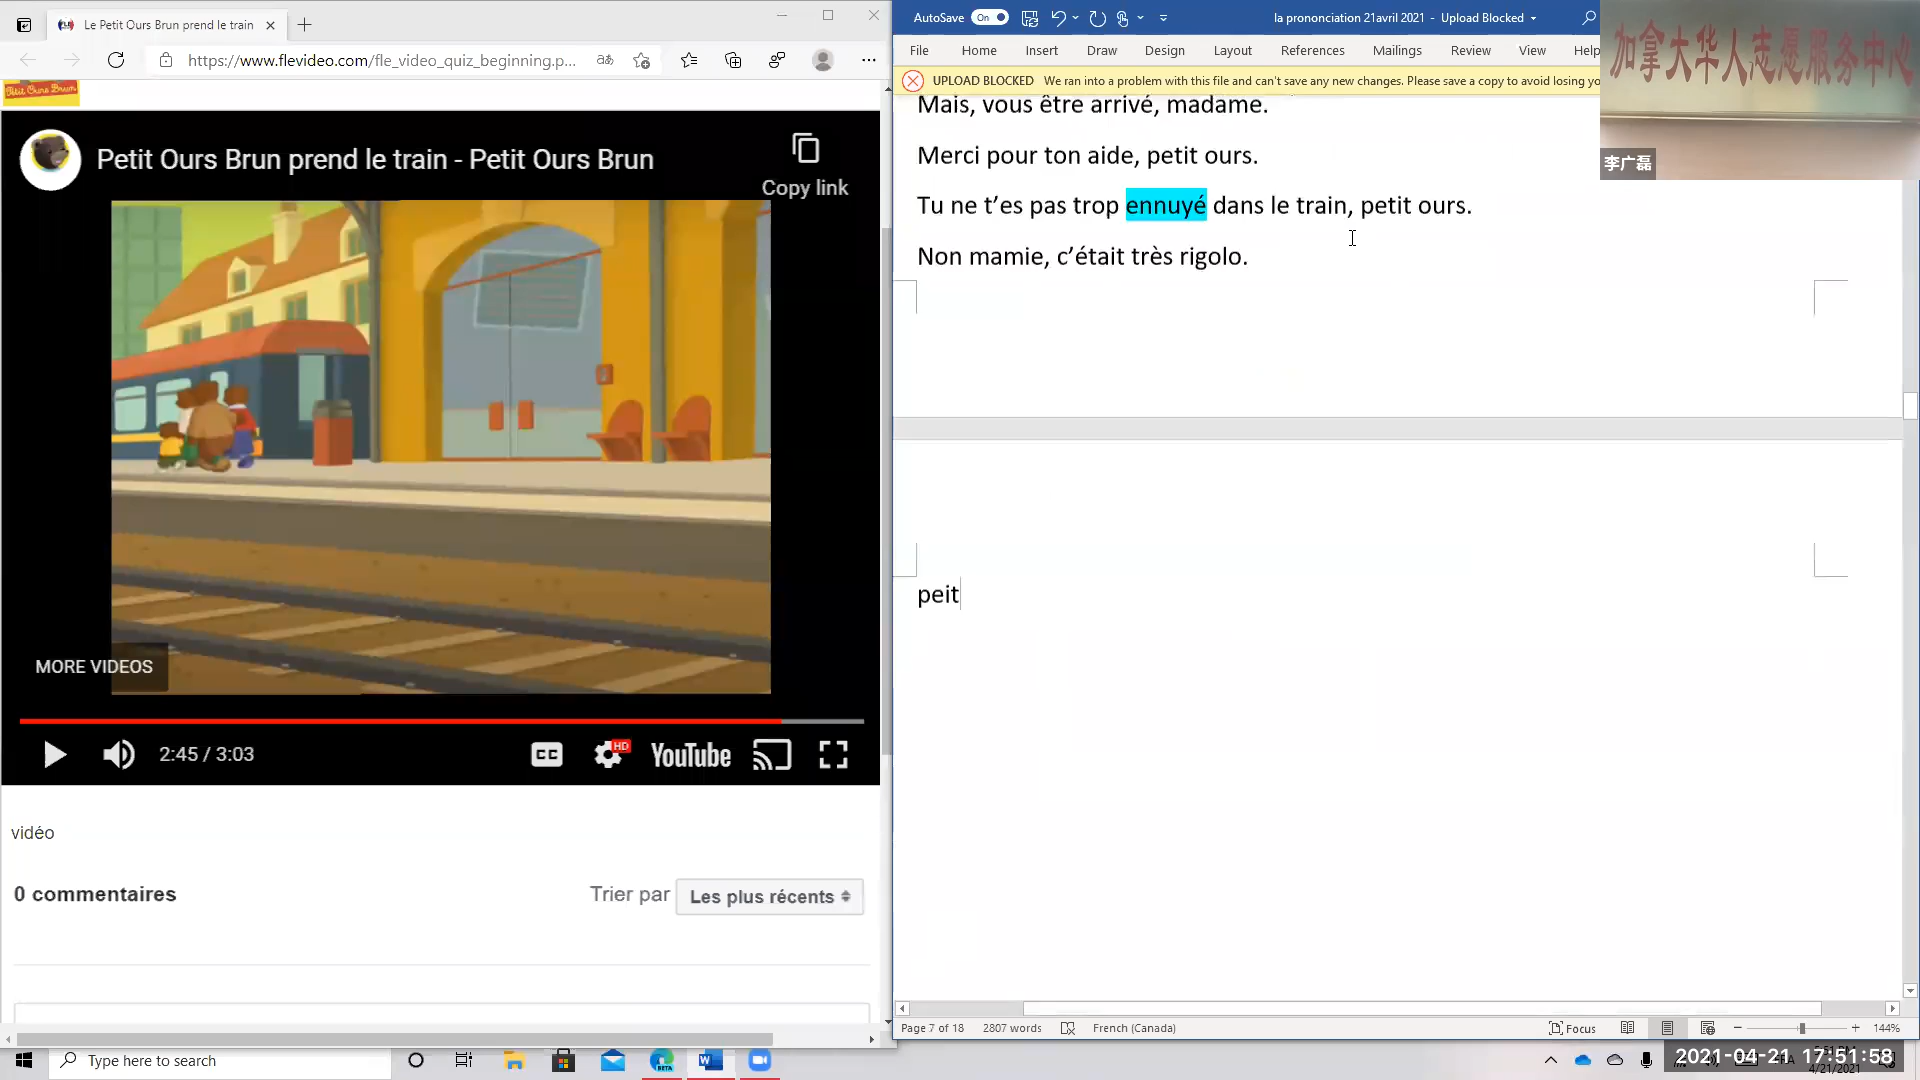 Le Petit Ours Brun prend le train
https://www.flevideo.com/fle_video_quiz_beginning.p...
Petit Ours Brun
Petit Ours Brun prend le train - Petit Ours Brun
Copy link
MORE VIDEOS
2:45 / 3:03
CC
HD
YouTube
vidéo
0 commentaires
Trier par
Les plus récents
AutoSave
On
la prononciation 21avril 2021 - Upload Blocked
File
Home
Insert
Draw
Design
Layout
References
Mailings
Review
View
Help
UPLOAD BLOCKED We ran into a problem with this file and can't save any new changes. Please save a copy to avoid losing yo
Mais, vous être arrivé, madame.
Merci pour ton aide, petit ours.
Tu ne t’es pas trop ennuyé dans le train, petit ours.
Non mamie, c’était très rigolo.
peit
加拿大华人志愿服务中心
李广磊
Page 7 of 18
2807 words
French (Canada)
Focus
144%
Type here to search
BETA
2021-04-21 17:51:58
4/21/2021